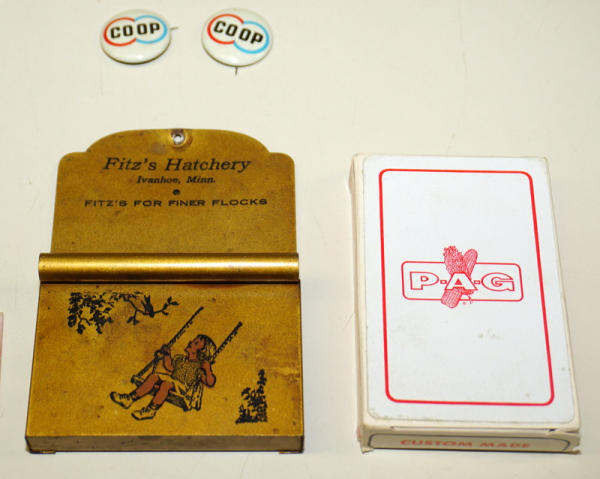 COOP
COOP
Fitz's Hatchery
Ivanhoe, Minn.
FITZ'S FOR FINER FLOCKS
P-A-G
CUSTOM MADE